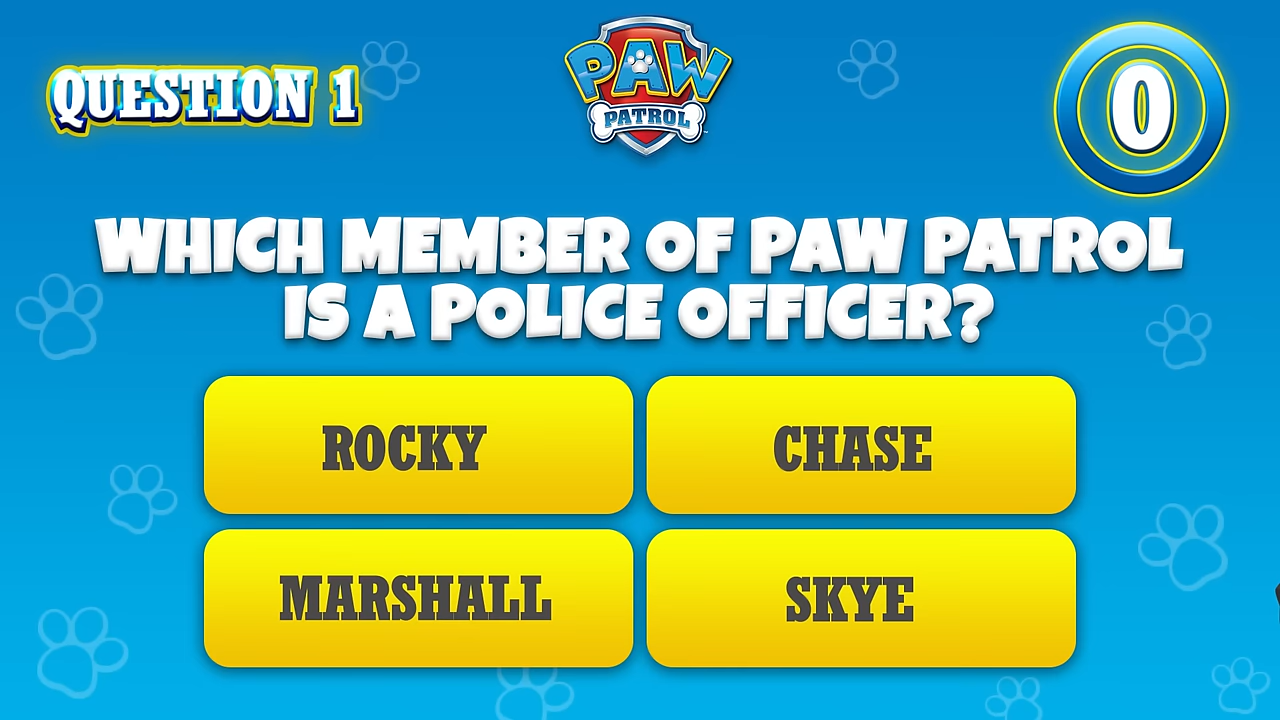 QUESTION 1
PAW
PATROL
0
WHICH MEMBER OF PAW PATROL
IS A POLICE OFFICER?
ROCKY
CHASE
MARSHALL
SKYE